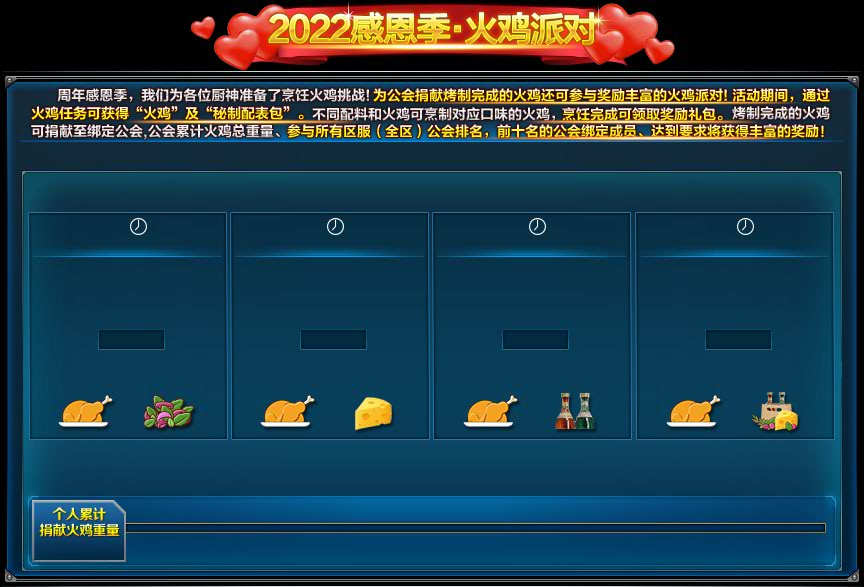 2022感恩季·火鸡派对
周年感恩季，我们为各位厨神准备了烹饪火鸡挑战！为公会捐献烤制完成的火鸡还可参与奖励丰富的火鸡派对！活动期间，通过
火鸡任务可获得“火鸡”及“秘制配表包”。不同配料和火鸡可烹制对应口味的火鸡，烹饪完成可领取奖励礼包。烤制完成的火鸡
可捐献至绑定公会,公会累计火鸡总重量、参与所有区服（全区）公会排名，前十名的公会绑定成员、达到要求将获得丰富的奖励！
个人累计
捐献火鸡重量